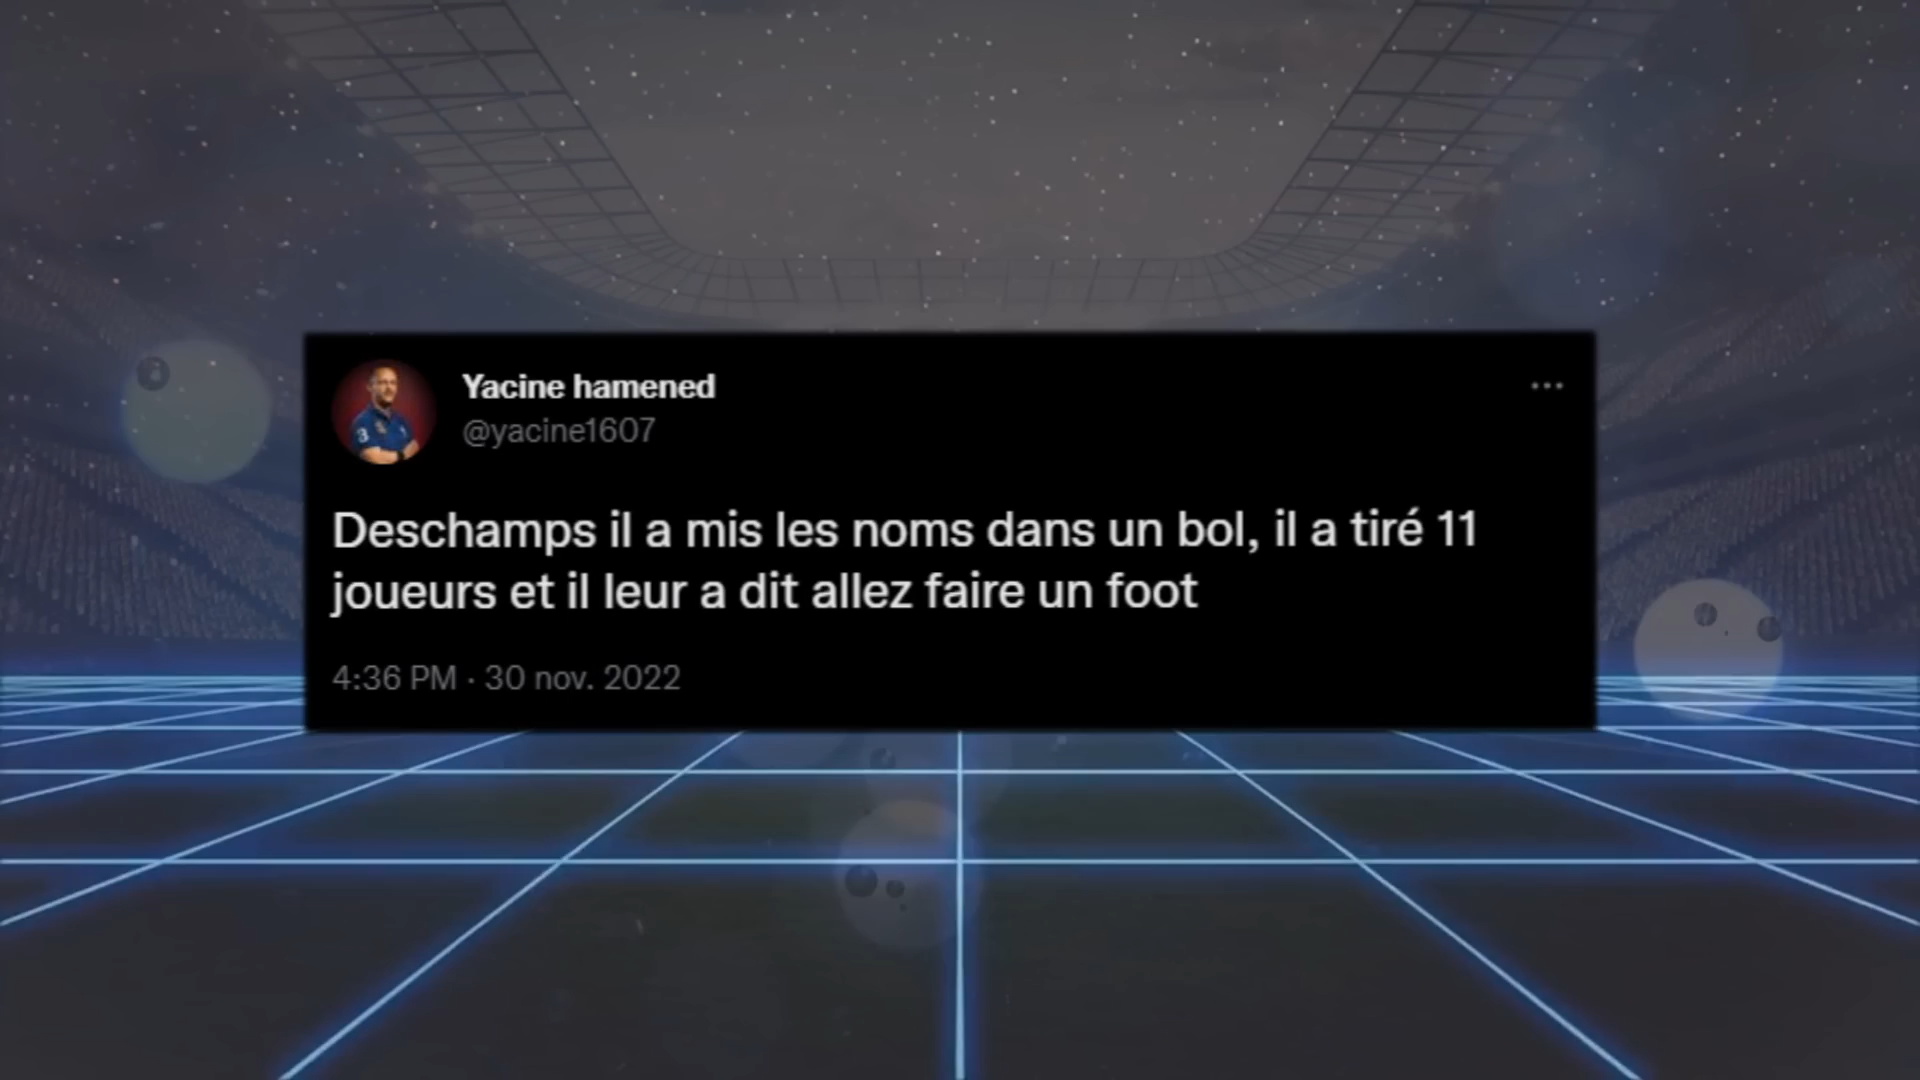 Yacine hamened
@yacine1607
Deschamps il a mis les noms dans un bol, il a tiré 11
joueurs et il leur a dit allez faire un foot
4:36 PM · 30 nov. 2022